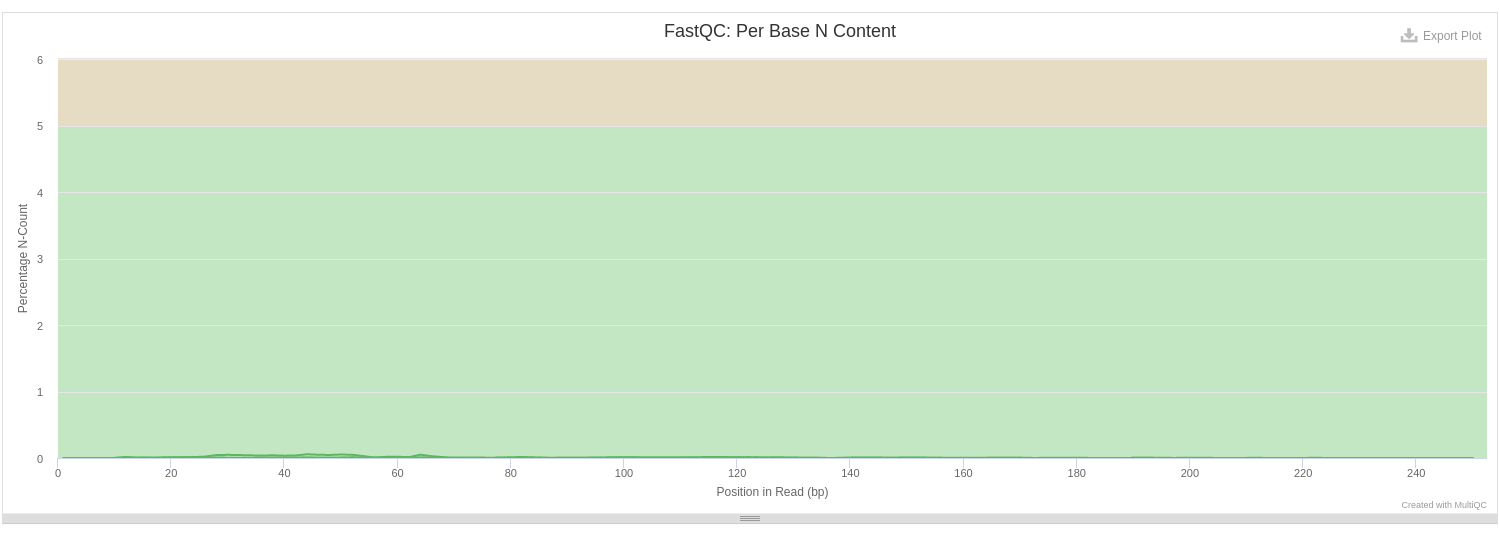 FastQC: Per Base N Content
Export Plot
Percentage N-Count
6
5
4
3
2
1
0
0 20 40 60 80 100 120 140 160 180 200 220 240
Position in Read (bp)
Created with MultiQC